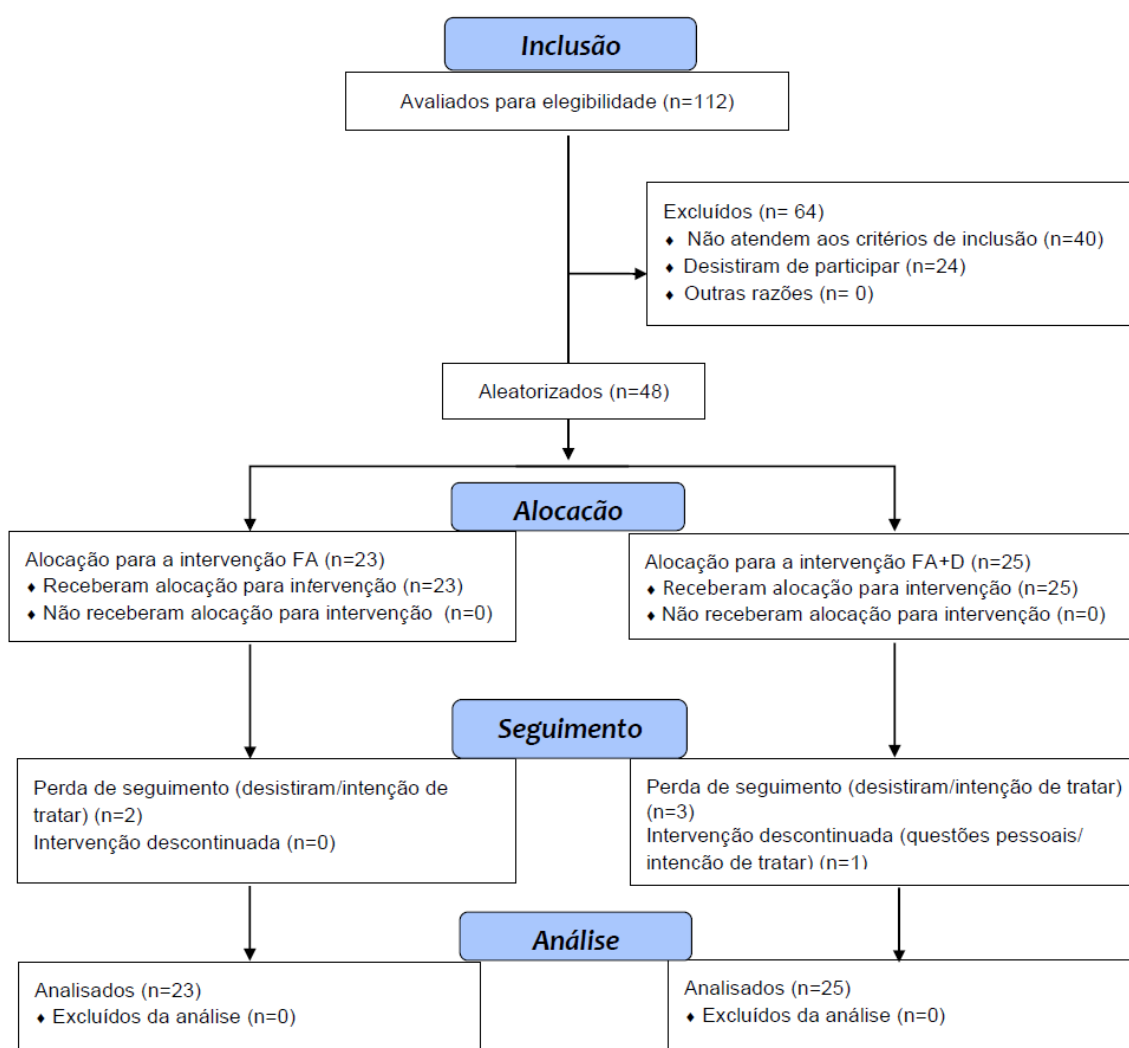 Inclusão
Avaliados para elegibilidade (n=112)
Excluídos (n= 64)
♦ Não atendem aos critérios de inclusão (n=40)
♦ Desistiram de participar (n=24)
♦ Outras razões (n= 0)
Aleatorizados (n=48)
Alocacão
Alocação para a intervenção FA (n=23)
♦ Receberam alocação para intervenção (n=23)
♦ Não receberam alocação para intervenção (n=0)
Alocação para a intervenção FA+D (n=25)
♦ Receberam alocação para intervenção (n=25)
♦ Não receberam alocação para intervenção (n=0)
Seguimento
Perda de seguimento (desistiram/intenção de
tratar) (n=2)
Intervenção descontinuada (n=0)
Perda de seguimento (desistiram/intenção de tratar)
(n=3)
Intervenção descontinuada (questões pessoais/
intencão de tratar) (n=1)
Análise
Analisados (n=23)
♦ Excluídos da análise (n=0)
Analisados (n=25)
♦ Excluídos da análise (n=0)